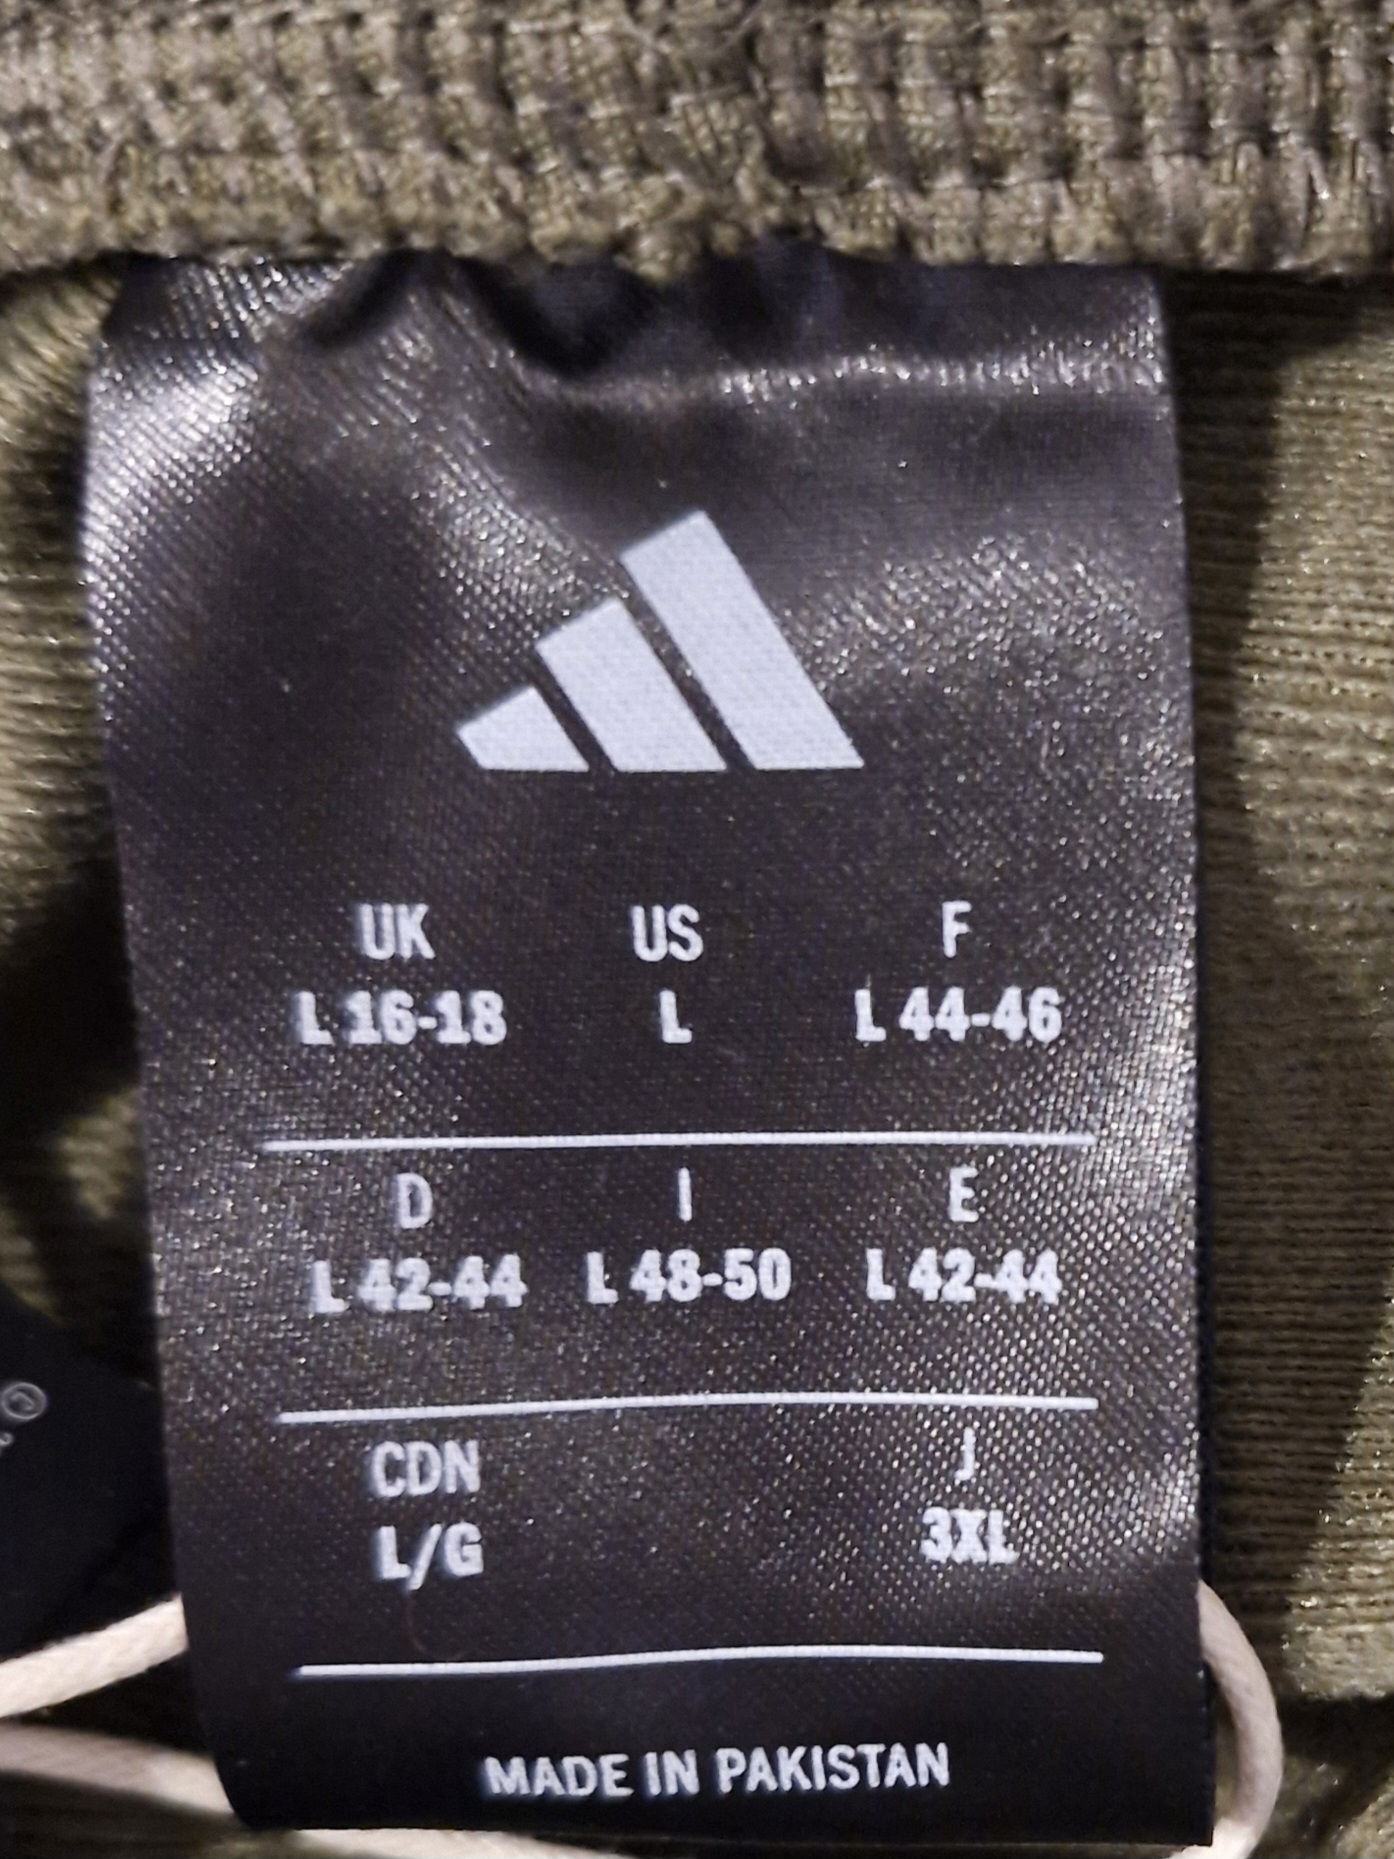 UK US F
L 16-18 L L 44-46
D I E
L 42-44 L 48-50 L 42-44
CDN J
L/G 3XL
MADE IN PAKISTAN
©